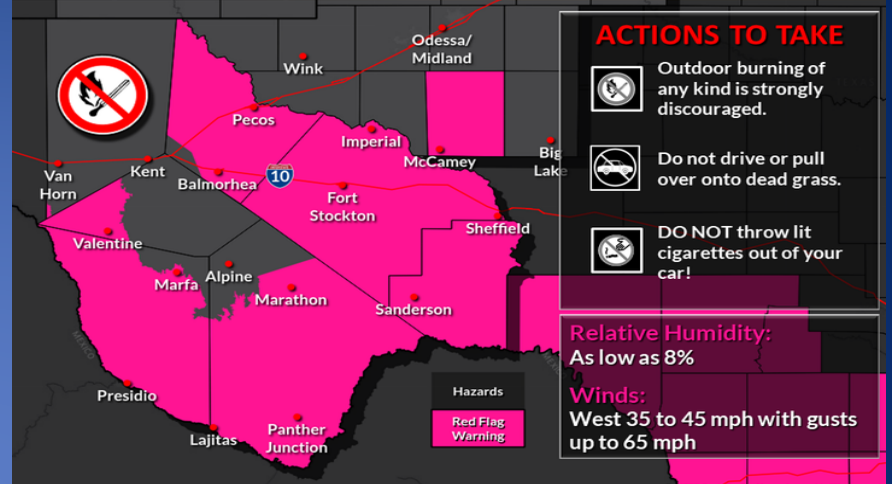 ACTIONS TO TAKE
Outdoor burning of
any kind is strongly
discouraged.
Do not drive or pull
over onto dead grass.
DO NOT throw lit
cigarettes out of your
car!
Relative Humidity:
As low as 8%
Winds:
West 35 to 45 mph with gusts
up to 65 mph
Odessa/
Midland
Wink
Pecos
Imperial
McCamey
Big
Lake
Van
Horn
Kent
Balmorhea
10
Fort
Stockton
Sheffield
Valentine
Marfa
Alpine
Marathon
Sanderson
Presidio
Lajitas
Panther
Junction
MEXICO
Hazards
Red Flag
Warning